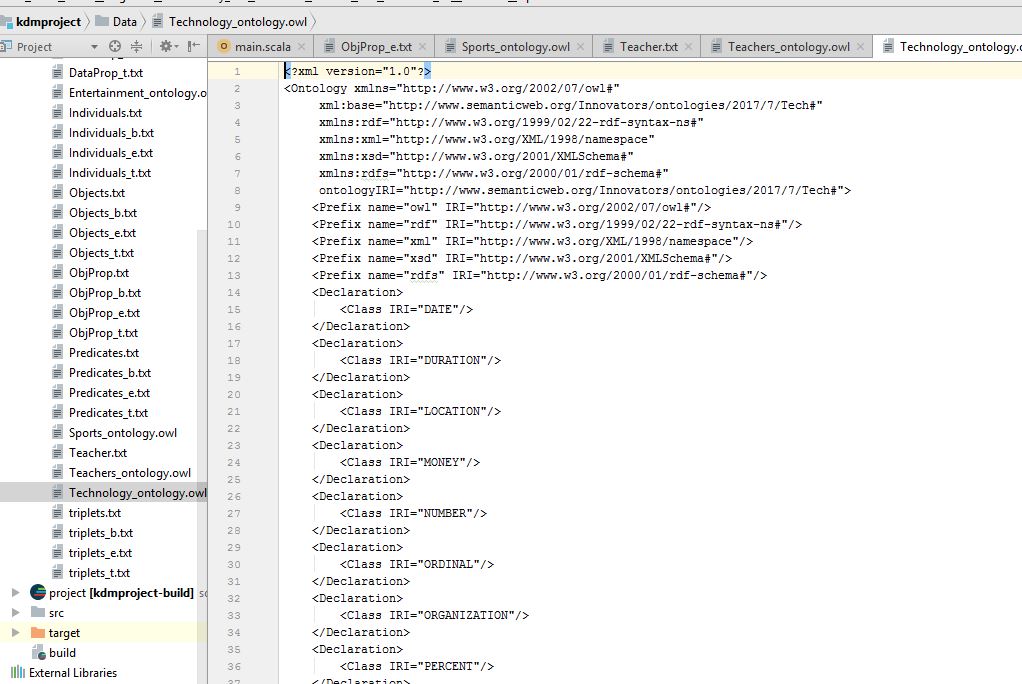 kdmproject Data Technology_ontology.owl
Project
main.scala ObjProp_e.txt Sports_ontology.owl Teacher.txt Teachers_ontology.owl Technology_ontology.
DataProp_t.txt
Entertainment_ontology.o
Individuals.txt
Individuals_b.txt
Individuals_e.txt
Individuals_t.txt
Objects.txt
Objects_b.txt
Objects_e.txt
Objects_t.txt
ObjProp.txt
ObjProp_b.txt
ObjProp_e.txt
ObjProp_t.txt
Predicates.txt
Predicates_b.txt
Predicates_e.txt
Predicates_t.txt
Sports_ontology.owl
Teacher.txt
Teachers_ontology.owl
Technology_ontology.owl
triplets.txt
triplets_b.txt
triplets_e.txt
triplets_t.txt
project [kdmproject-build]
src
target
build
External Libraries
1 <?xml version="1.0"?>
2 <Ontology xmlns="http://www.w3.org/2002/07/owl#"
3 xml:base="http://www.semanticweb.org/Innovators/ontologies/2017/7/Tech#"
4 xmlns:rdf="http://www.w3.org/1999/02/22-rdf-syntax-ns#"
5 xmlns:xml="http://www.w3.org/XML/1998/namespace"
6 xmlns:xsd="http://www.w3.org/2001/XMLSchema#"
7 xmlns:rdfs="http://www.w3.org/2000/01/rdf-schema#"
8 ontologyIRI="http://www.semanticweb.org/Innovators/ontologies/2017/7/Tech#">
9 <Prefix name="owl" IRI="http://www.w3.org/2002/07/owl#"/>
10 <Prefix name="rdf" IRI="http://www.w3.org/1999/02/22-rdf-syntax-ns#"/>
11 <Prefix name="xml" IRI="http://www.w3.org/XML/1998/namespace"/>
12 <Prefix name="xsd" IRI="http://www.w3.org/2001/XMLSchema#"/>
13 <Prefix name="rdfs" IRI="http://www.w3.org/2000/01/rdf-schema#"/>
14 <Declaration>
15 <Class IRI="DATE"/>
16 </Declaration>
17 <Declaration>
18 <Class IRI="DURATION"/>
19 </Declaration>
20 <Declaration>
21 <Class IRI="LOCATION"/>
22 </Declaration>
23 <Declaration>
24 <Class IRI="MONEY"/>
25 </Declaration>
26 <Declaration>
27 <Class IRI="NUMBER"/>
28 </Declaration>
29 <Declaration>
30 <Class IRI="ORDINAL"/>
31 </Declaration>
32 <Declaration>
33 <Class IRI="ORGANIZATION"/>
34 </Declaration>
35 <Declaration>
36 <Class IRI="PERCENT"/>
37 </Declaration>